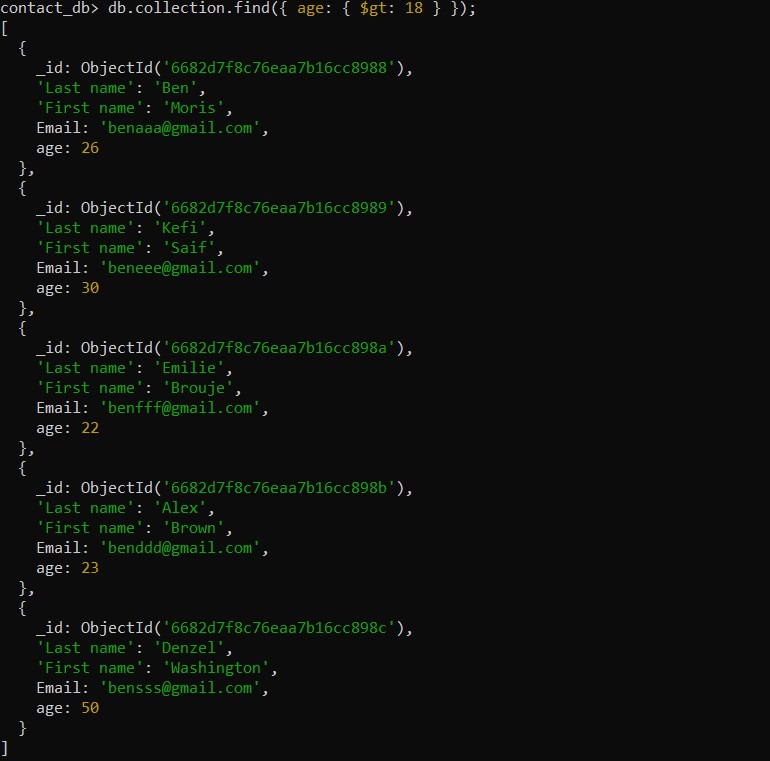 contact_db> db.collection.find({ age: { $gt: 18 } });
[
  {
    _id: ObjectId('6682d7f8c76eaa7b16cc8988'),
    'Last name': 'Ben',
    'First name': 'Moris',
    Email: 'benaaa@gmail.com',
    age: 26
  },
  {
    _id: ObjectId('6682d7f8c76eaa7b16cc8989'),
    'Last name': 'Kefi',
    'First name': 'Saif',
    Email: 'beneee@gmail.com',
    age: 30
  },
  {
    _id: ObjectId('6682d7f8c76eaa7b16cc898a'),
    'Last name': 'Emilie',
    'First name': 'Brouje',
    Email: 'benfff@gmail.com',
    age: 22
  },
  {
    _id: ObjectId('6682d7f8c76eaa7b16cc898b'),
    'Last name': 'Alex',
    'First name': 'Brown',
    Email: 'benddd@gmail.com',
    age: 23
  },
  {
    _id: ObjectId('6682d7f8c76eaa7b16cc898c'),
    'Last name': 'Denzel',
    'First name': 'Washington',
    Email: 'bensss@gmail.com',
    age: 50
  }
]